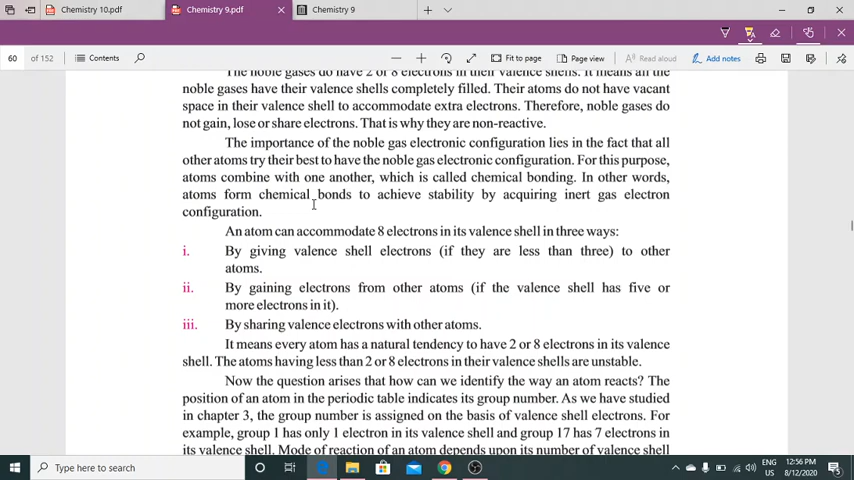 Chemistry 10.pdf
Chemistry 9.pdf
Chemistry 9
60 of 152
Contents
Fit to page
Page view
Read aloud
Add notes
The noble gases do have 2 or 8 electrons in their valence shells. It means all the
noble gases have their valence shells completely filled. Their atoms do not have vacant
space in their valence shell to accommodate extra electrons. Therefore, noble gases do
not gain, lose or share electrons. That is why they are non-reactive.
The importance of the noble gas electronic configuration lies in the fact that all
other atoms try their best to have the noble gas electronic configuration. For this purpose,
atoms combine with one another, which is called chemical bonding. In other words,
atoms form chemical bonds to achieve stability by acquiring inert gas electron
configuration.
An atom can accommodate 8 electrons in its valence shell in three ways:
i. By giving valence shell electrons (if they are less than three) to other
atoms.
ii. By gaining electrons from other atoms (if the valence shell has five or
more electrons in it).
iii. By sharing valence electrons with other atoms.
It means every atom has a natural tendency to have 2 or 8 electrons in its valence
shell. The atoms having less than 2 or 8 electrons in their valence shells are unstable.
Now the question arises that how can we identify the way an atom reacts? The
position of an atom in the periodic table indicates its group number. As we have studied
in chapter 3, the group number is assigned on the basis of valence shell electrons. For
example, group 1 has only 1 electron in its valence shell and group 17 has 7 electrons in
its valence shell. Mode of reaction of an atom depends upon its number of valence shell
Type here to search
ENG
US
12:56 PM
8/12/2020
5